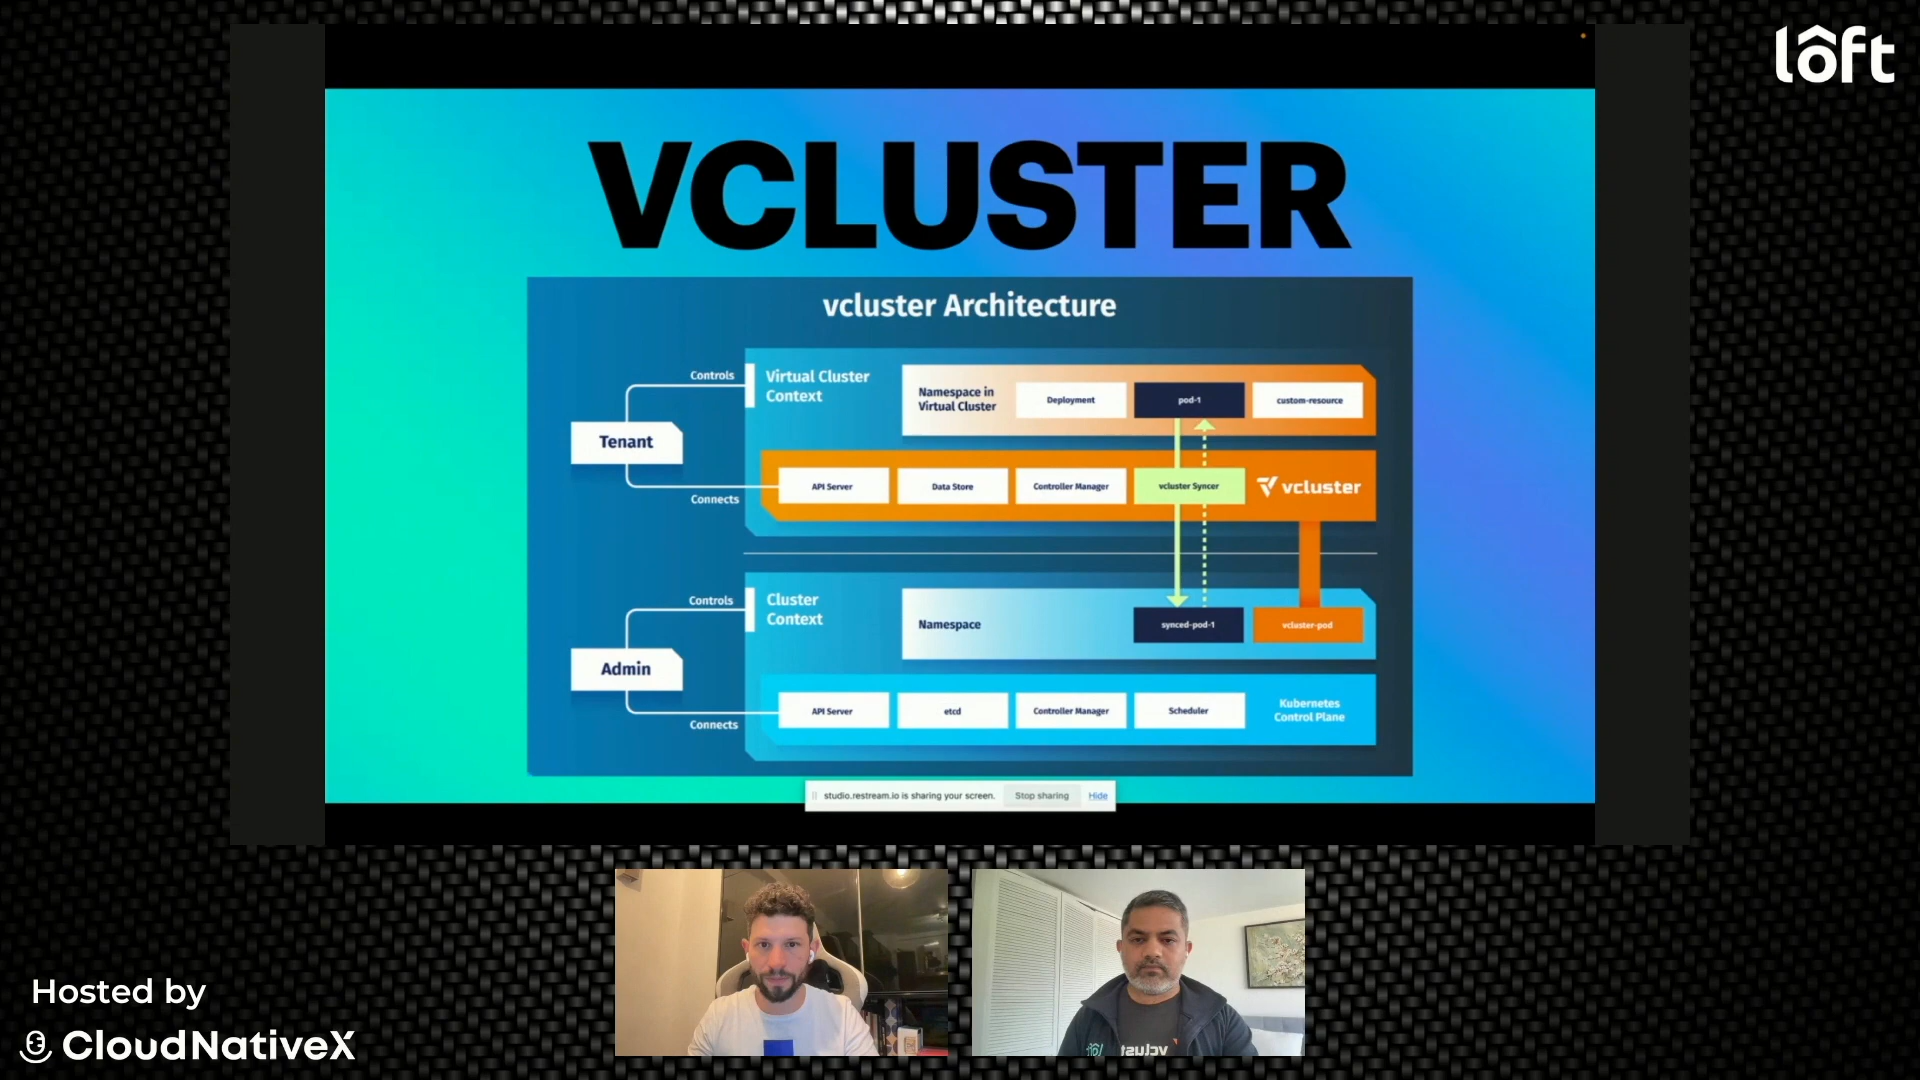 lôft
VCLUSTER
vcluster Architecture
Controls
Virtual Cluster
Context
Namespace in
Virtual Cluster
Deployment
pod-1
custom-resource
Tenant
API Server
Data Store
Controller Manager
vcluster Syncer
vcluster
Connects
Controls
Cluster
Context
Namespace
synced-pod-1
vcluster-pod
Admin
API Server
etcd
Controller Manager
Scheduler
Kubernetes
Control Plane
Connects
studio.restream.io is sharing your screen.
Stop sharing
Hide
vclust
Hosted by
CloudNativeX